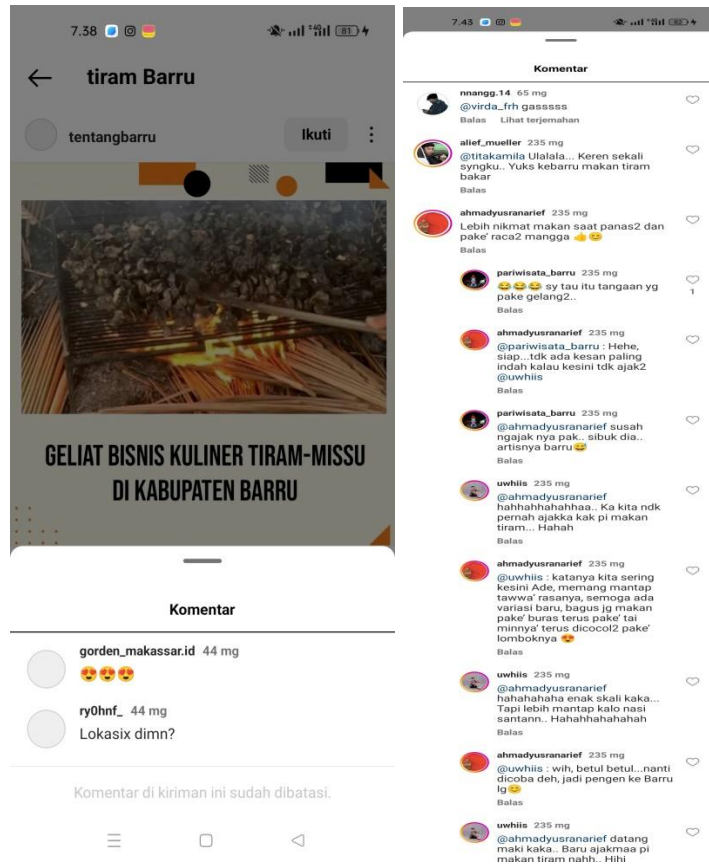 7.38
81
tiram Barru
tentangbarru
Ikuti
GELIAT BISNIS KULINER TIRAM-MISSU
DI KABUPATEN BARRU
Komentar
gorden_makassar.id 44 mg
😍😍😍
ry0hnf_ 44 mg
Lokasix dimn?
Komentar di kiriman ini sudah dibatasi.
7.43
82
Komentar
nnangg.14 65 mg
@virda_frh gasssss
Balas Lihat terjemahan
alief_mueller 235 mg
@titakamila Ulalala... Keren sekali
syngku.. Yuks kebarru makan tiram
bakar
Balas
ahmadyusranarief 235 mg
Lebih nikmat makan saat panas2 dan
pake' raca2 mangga 👍😊
Balas
pariwisata_barru 235 mg
😂😂😂 sy tau itu tangaan yg
pake gelang2..
1
Balas
ahmadyusranarief 235 mg
@pariwisata_barru : Hehe,
siap...tdk ada kesan paling
indah kalau kesini tdk ajak2
@uwhiis
Balas
pariwisata_barru 235 mg
@ahmadyusranarief susah
ngajak nya pak.. sibuk dia..
artisnya barru😅
Balas
uwhiis 235 mg
@ahmadyusranarief
hahhahhahahhaa.. Ka kita ndk
pernah ajakka kak pi makan
tiram... Hahah
Balas
ahmadyusranarief 235 mg
@uwhiis : katanya kita sering
kesini Ade, memang mantap
tawwa' rasanya, semoga ada
variasi baru, bagus jg makan
pake' buras terus pake' tai
minnya' terus dicocol2 pake'
lomboknya 😍
Balas
uwhiis 235 mg
@ahmadyusranarief
hahahahaha enak skali kaka...
Tapi lebih mantap kalo nasi
santann.. Hahahhahahahah
Balas
ahmadyusranarief 235 mg
@uwhiis : wih, betul betul...nanti
dicoba deh, jadi pengen ke Barru
lg😊
Balas
uwhiis 235 mg
@ahmadyusranarief datang
maki kaka.. Baru ajakmaa pi
makan tiram nahh.. Hihi